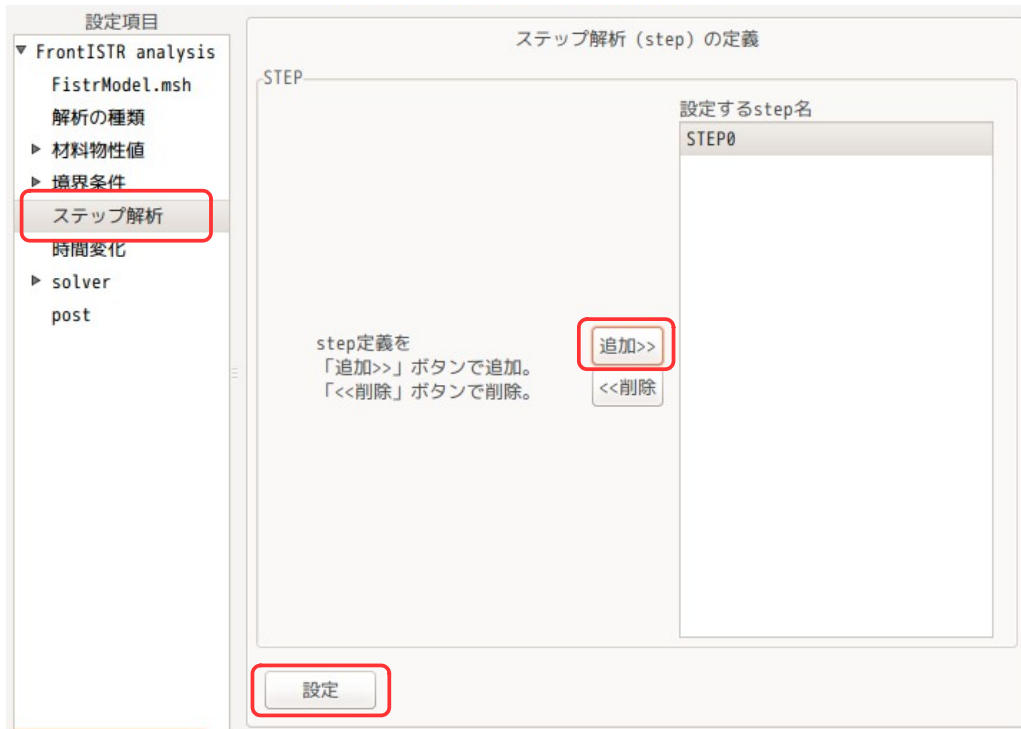 設定項目
FrontISTR analysis
FistrModel.msh
解析の種類
材料物性値
境界条件
ステップ解析
時間変化
solver
post
ステップ解析 (step) の定義
STEP
設定するstep名
STEP0
step定義を
「追加>>」ボタンで追加。
「<<削除」ボタンで削除。
追加>>
<<削除
設定